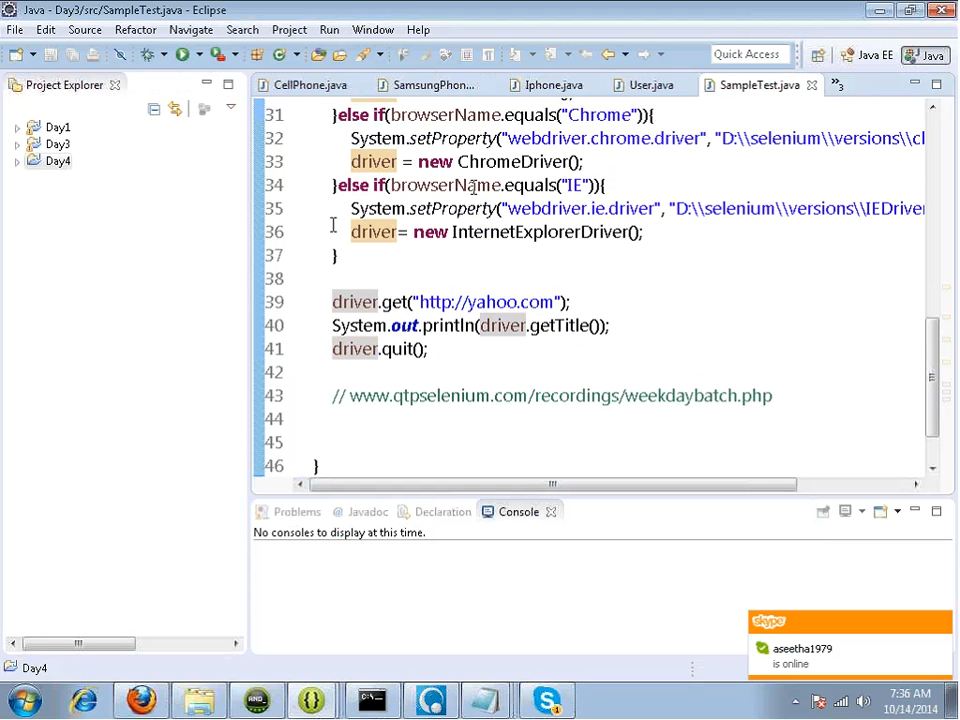 Java - Day3/src/SampleTest.java - Eclipse
File Edit Source Refactor Navigate Search Project Run Window Help
Quick Access
Java EE
Java
Project Explorer
CellPhone.java
SamsungPhon...
Iphone.java
User.java
SampleTest.java
»3
Day1
Day3
Day4
31 }else if(browserName.equals("Chrome")){
32 System.setProperty("webdriver.chrome.driver", "D:\\selenium\\versions\\cl
33 driver = new ChromeDriver();
34 }else if(browserName.equals("IE")){
35 System.setProperty("webdriver.ie.driver", "D:\\selenium\\versions\\IEDriver
36 driver= new InternetExplorerDriver();
37 }
38
39 driver.get("http://yahoo.com");
40 System.out.println(driver.getTitle());
41 driver.quit();
42
43 // www.qtpselenium.com/recordings/weekdaybatch.php
44
45
46 }
Problems @ Javadoc Declaration Console
No consoles to display at this time.
skype
aseetha1979
is online
Day4
7:36 AM
10/14/2014